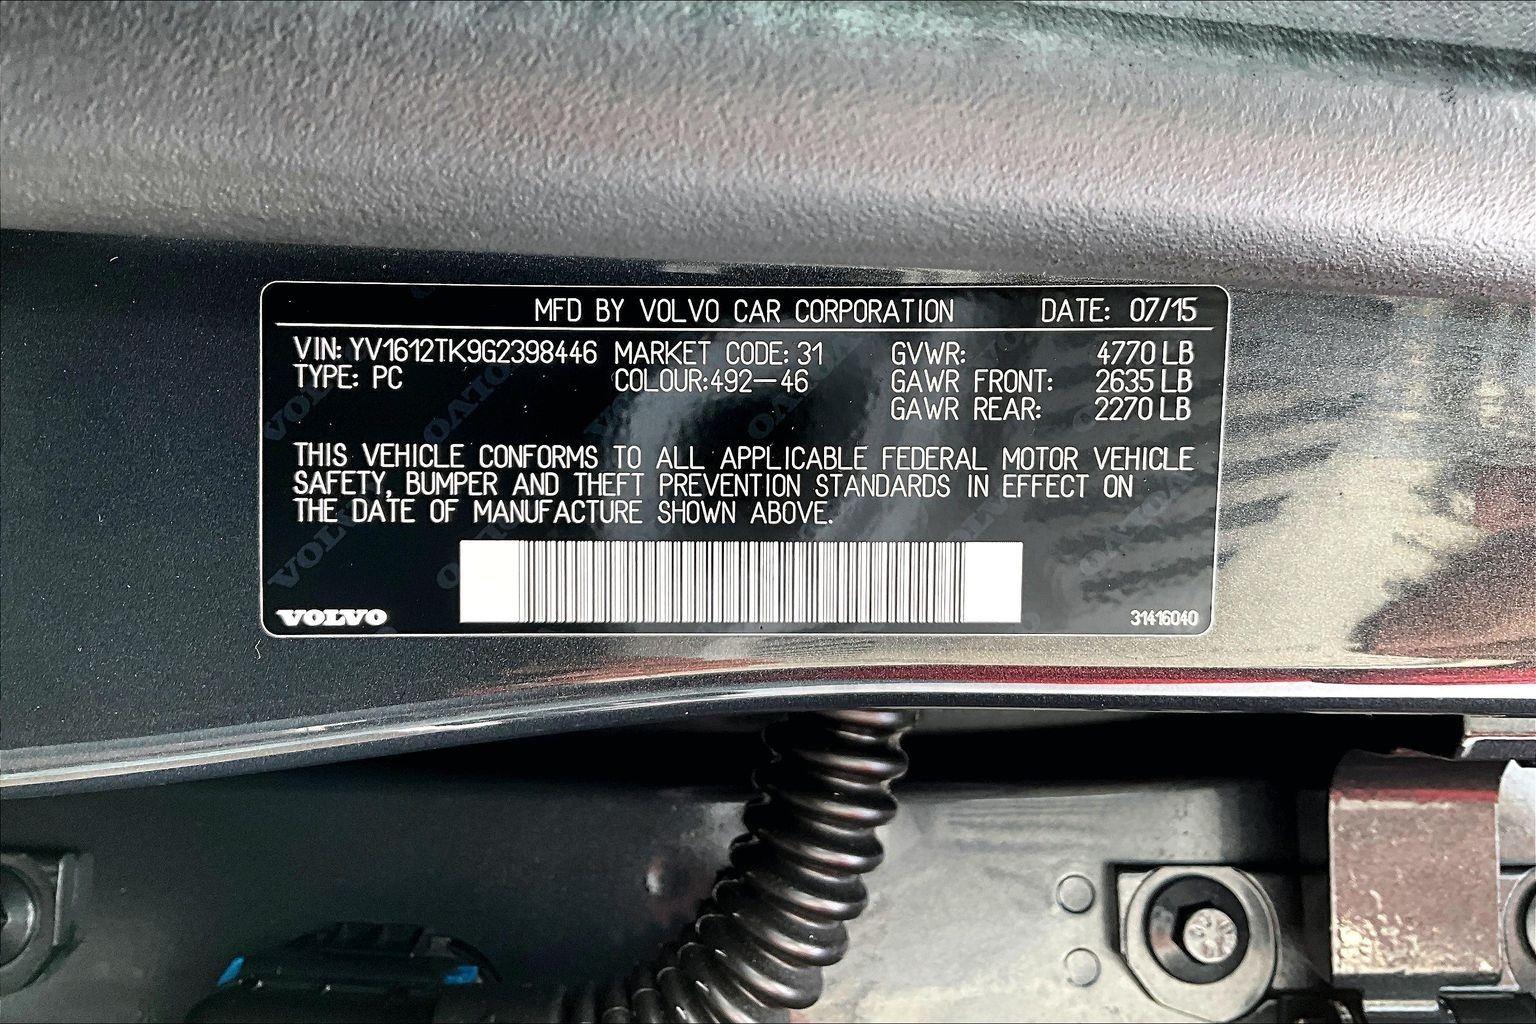 MFD BY VOLVO CAR CORPORATION DATE: 07/15
VIN: YV1612TK9G2398446 MARKET CODE: 31 GVWR: 4770 LB
TYPE: PC COLOUR:492-46 GAWR FRONT: 2635 LB
GAWR REAR: 2270 LB
THIS VEHICLE CONFORMS TO ALL APPLICABLE FEDERAL MOTOR VEHICLE
SAFETY, BUMPER AND THEFT PREVENTION STANDARDS IN EFFECT ON
THE DATE OF MANUFACTURE SHOWN ABOVE.
VOLVO 31416040